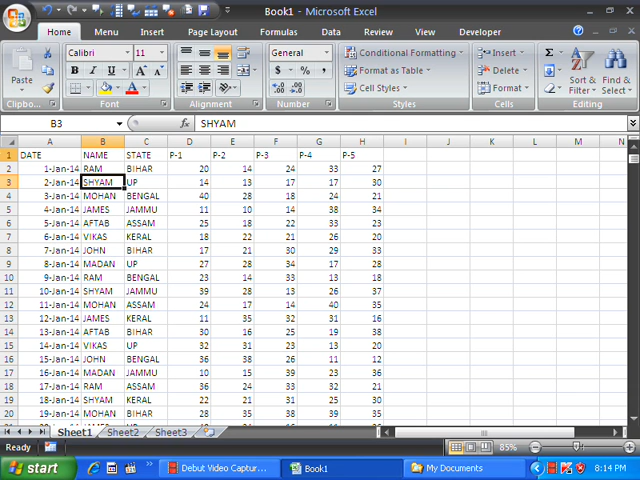 Book1 - Microsoft Excel
Home Insert Page Layout Formulas Data Review View Developer
Paste
Calibri 11
General
Conditional Formatting
Format as Table
Cell Styles
Insert
Delete
Format
Sort & Filter
Find & Select
Clipbo... Font Alignment Number Styles Cells Editing
B3 SHYAM
A B C D E F G H I J K L M N
1 DATE NAME STATE P-1 P-2 P-3 P-4 P-5
2 1-Jan-14 RAM BIHAR 20 14 24 33 27
3 2-Jan-14 SHYAM UP 14 13 17 17 30
4 3-Jan-14 MOHAN BENGAL 40 28 18 24 21
5 4-Jan-14 JAMES JAMMU 11 10 14 38 34
6 5-Jan-14 AFTAB ASSAM 25 18 22 33 23
7 6-Jan-14 VIKAS KERAL 18 22 21 26 20
8 7-Jan-14 JOHN BIHAR 17 21 30 29 33
9 8-Jan-14 MADAN UP 27 28 34 17 28
10 9-Jan-14 RAM BENGAL 23 14 33 13 18
11 10-Jan-14 SHYAM JAMMU 39 28 13 26 37
12 11-Jan-14 MOHAN ASSAM 24 17 14 40 35
13 12-Jan-14 JAMES KERAL 11 35 32 31 16
14 13-Jan-14 AFTAB BIHAR 30 16 25 19 38
15 14-Jan-14 VIKAS UP 32 31 23 13 20
16 15-Jan-14 JOHN BENGAL 36 38 26 11 12
17 16-Jan-14 MADAN JAMMU 10 15 39 23 36
18 17-Jan-14 RAM ASSAM 36 24 33 32 21
19 18-Jan-14 SHYAM KERAL 22 21 31 25 30
20 19-Jan-14 MOHAN BIHAR 28 35 38 39 35
Sheet1 Sheet2 Sheet3
Ready 85%
start Debut Video Captur... Book1 My Documents 8:14 PM